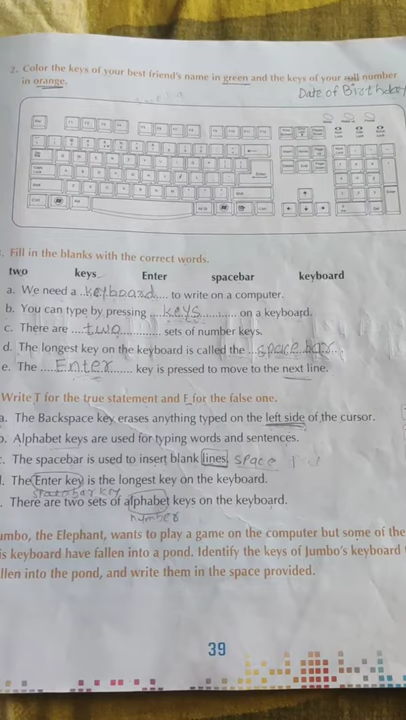 2. Color the keys of your best friend's name in green and the keys of your roll number
in orange.
Date of Birthday
Fill in the blanks with the correct words.
two keys Enter spacebar keyboard
a. We need a ..keyboard.... to write on a computer.
b. You can type by pressing ....keys............ on a keyboard.
c. There are ....two............ sets of number keys.
d. The longest key on the keyboard is called the ...spacebar...
e. The ....Enter....... key is pressed to move to the next line.
Write T for the true statement and F for the false one.
a. The Backspace key erases anything typed on the left side of the cursor.
b. Alphabet keys are used for typing words and sentences.
The spacebar is used to insert blank lines. space
The Enter key is the longest key on the keyboard.
spacebar key
There are two sets of alphabet keys on the keyboard.
number
umbo, the Elephant, wants to play a game on the computer but some of the
is keyboard have fallen into a pond. Identify the keys of Jumbo's keyboard
llen into the pond, and write them in the space provided.
39